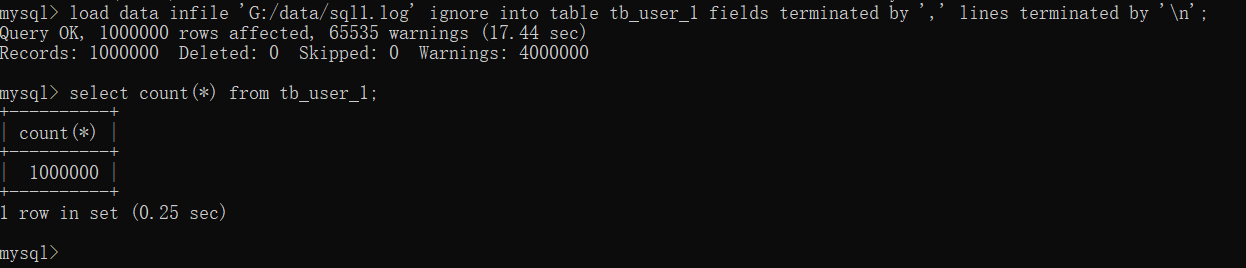 mysql> load data infile 'G:/data/sql1.log' ignore into table tb_user_1 fields terminated by ',' lines terminated by '\n';
Query OK, 1000000 rows affected, 65535 warnings (17.44 sec)
Records: 1000000  Deleted: 0  Skipped: 0  Warnings: 4000000

mysql> select count(*) from tb_user_1;
+----------+
| count(*) |
+----------+
|  1000000 |
+----------+
1 row in set (0.25 sec)

mysql>